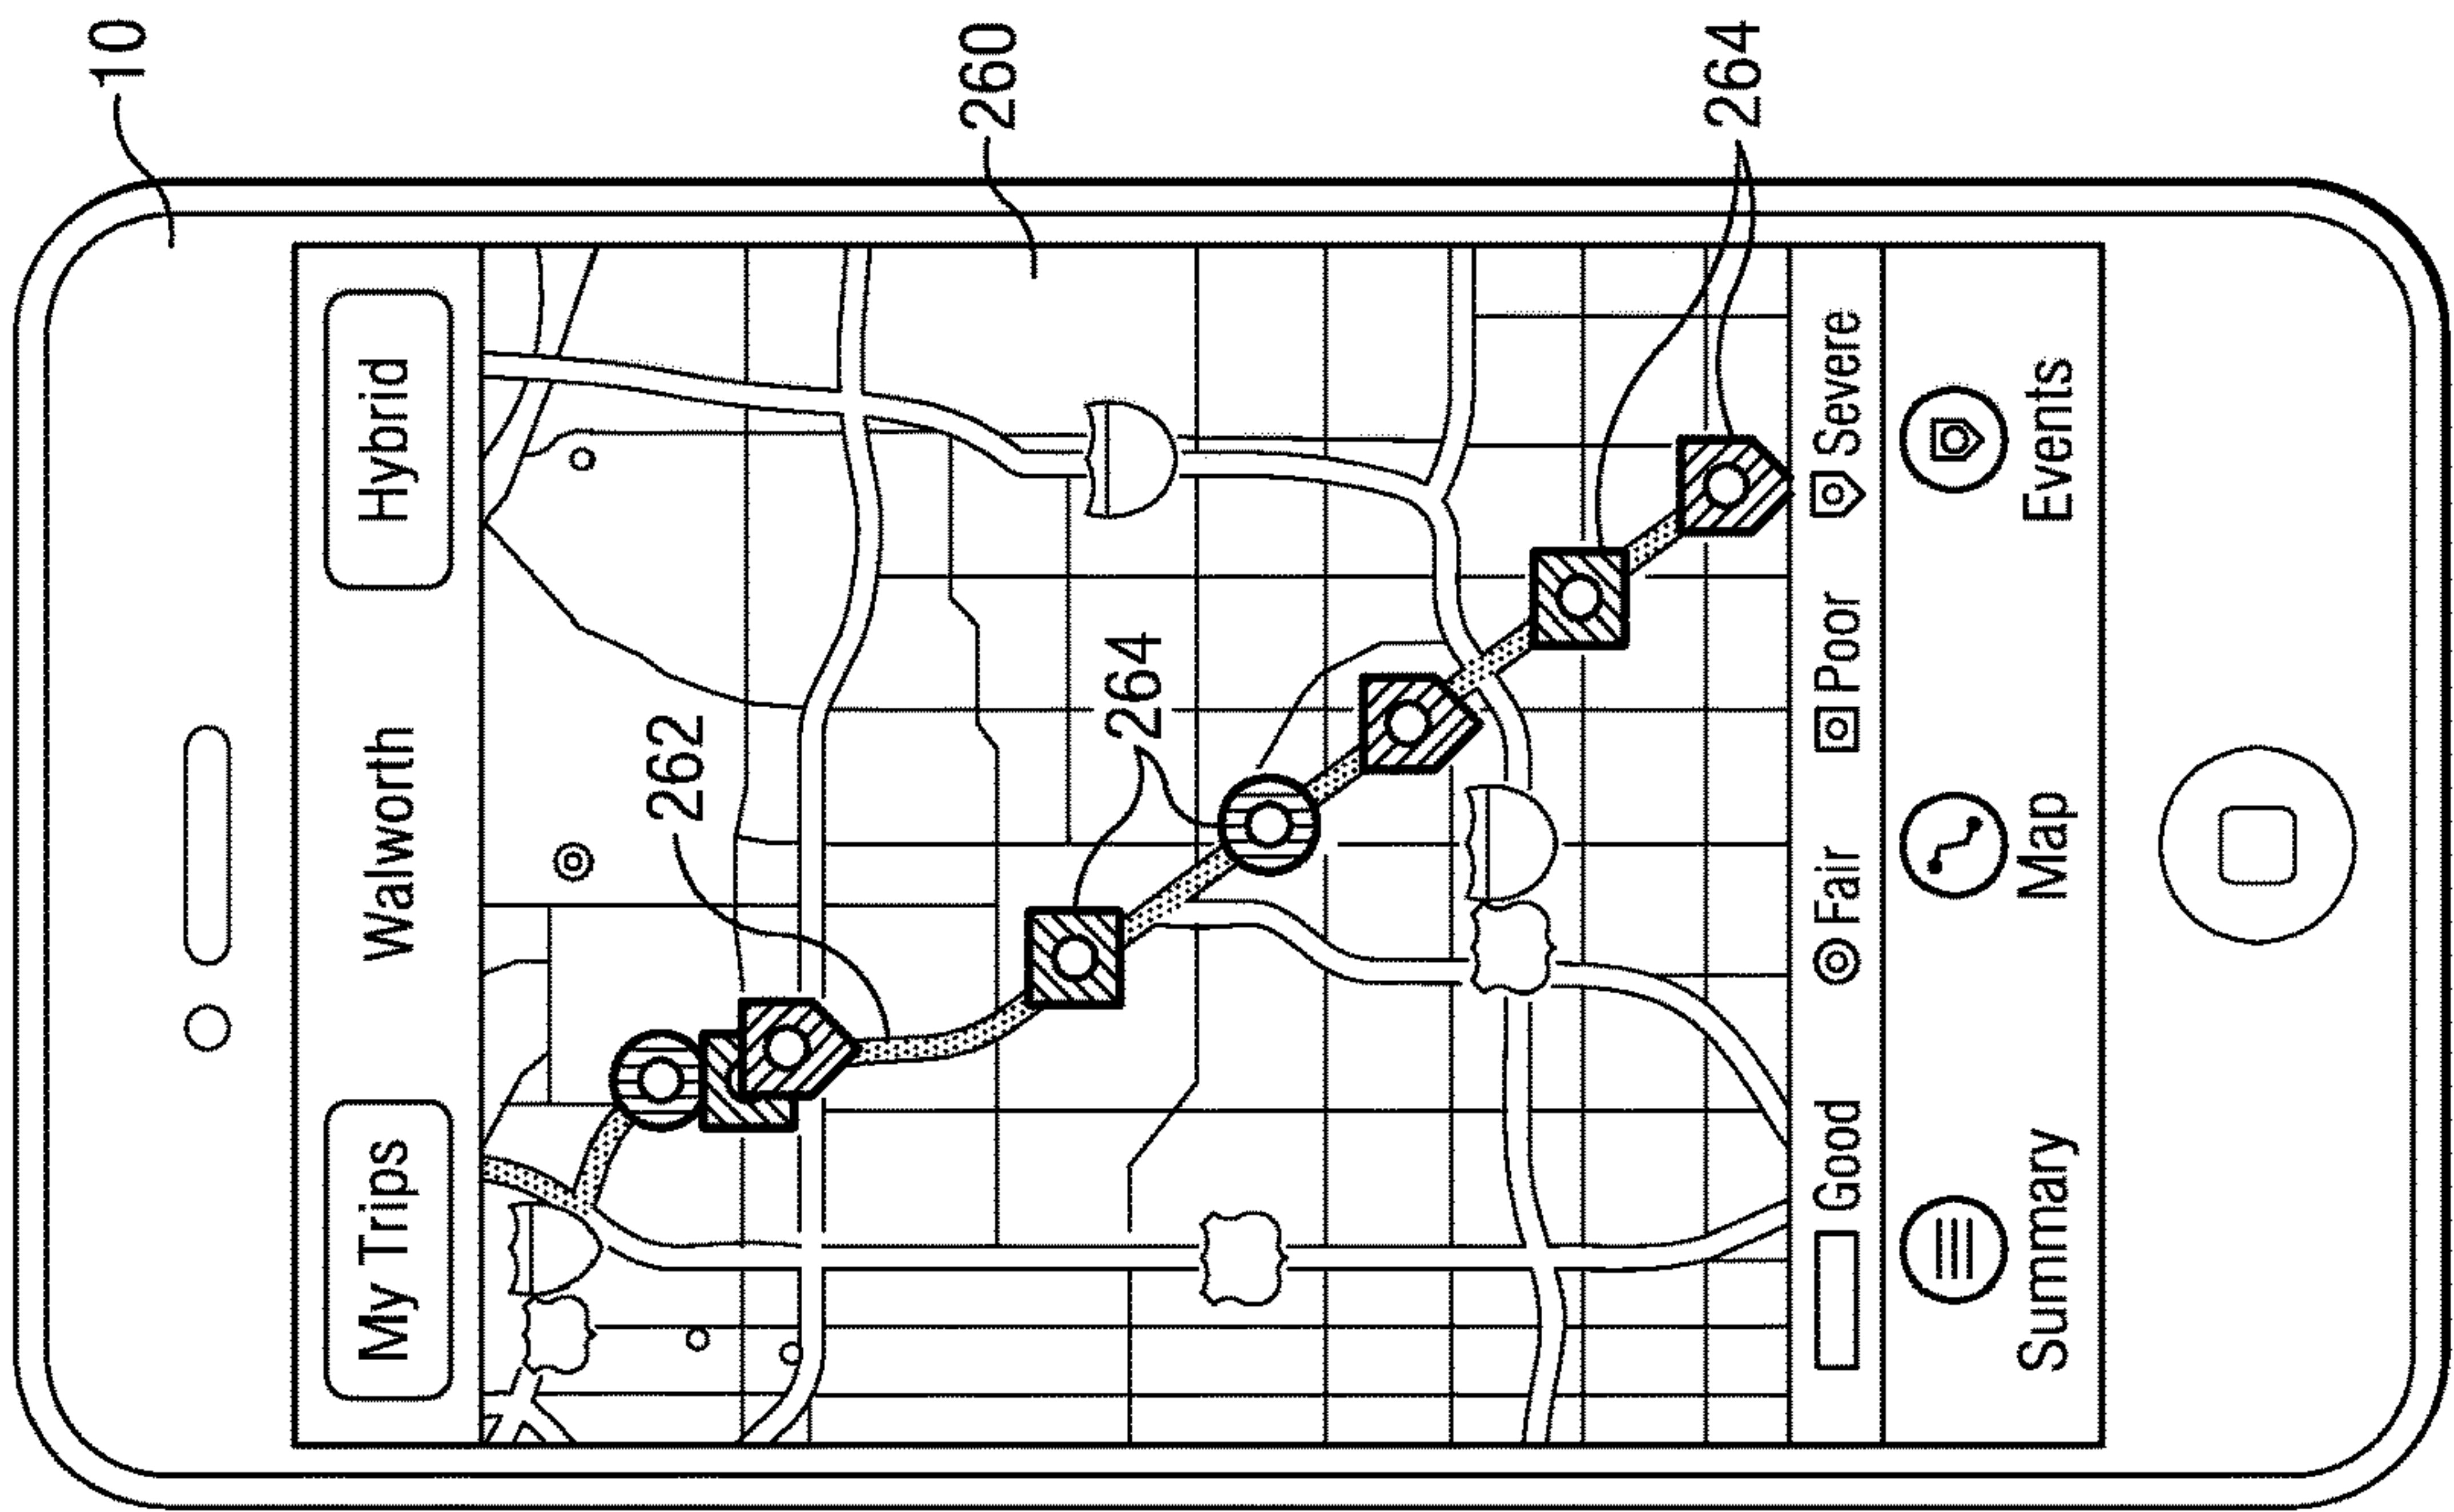 10
My Trips
Walworth
Hybrid
262
264
260
264
Good
Fair
Poor
Severe
Summary
Map
Events